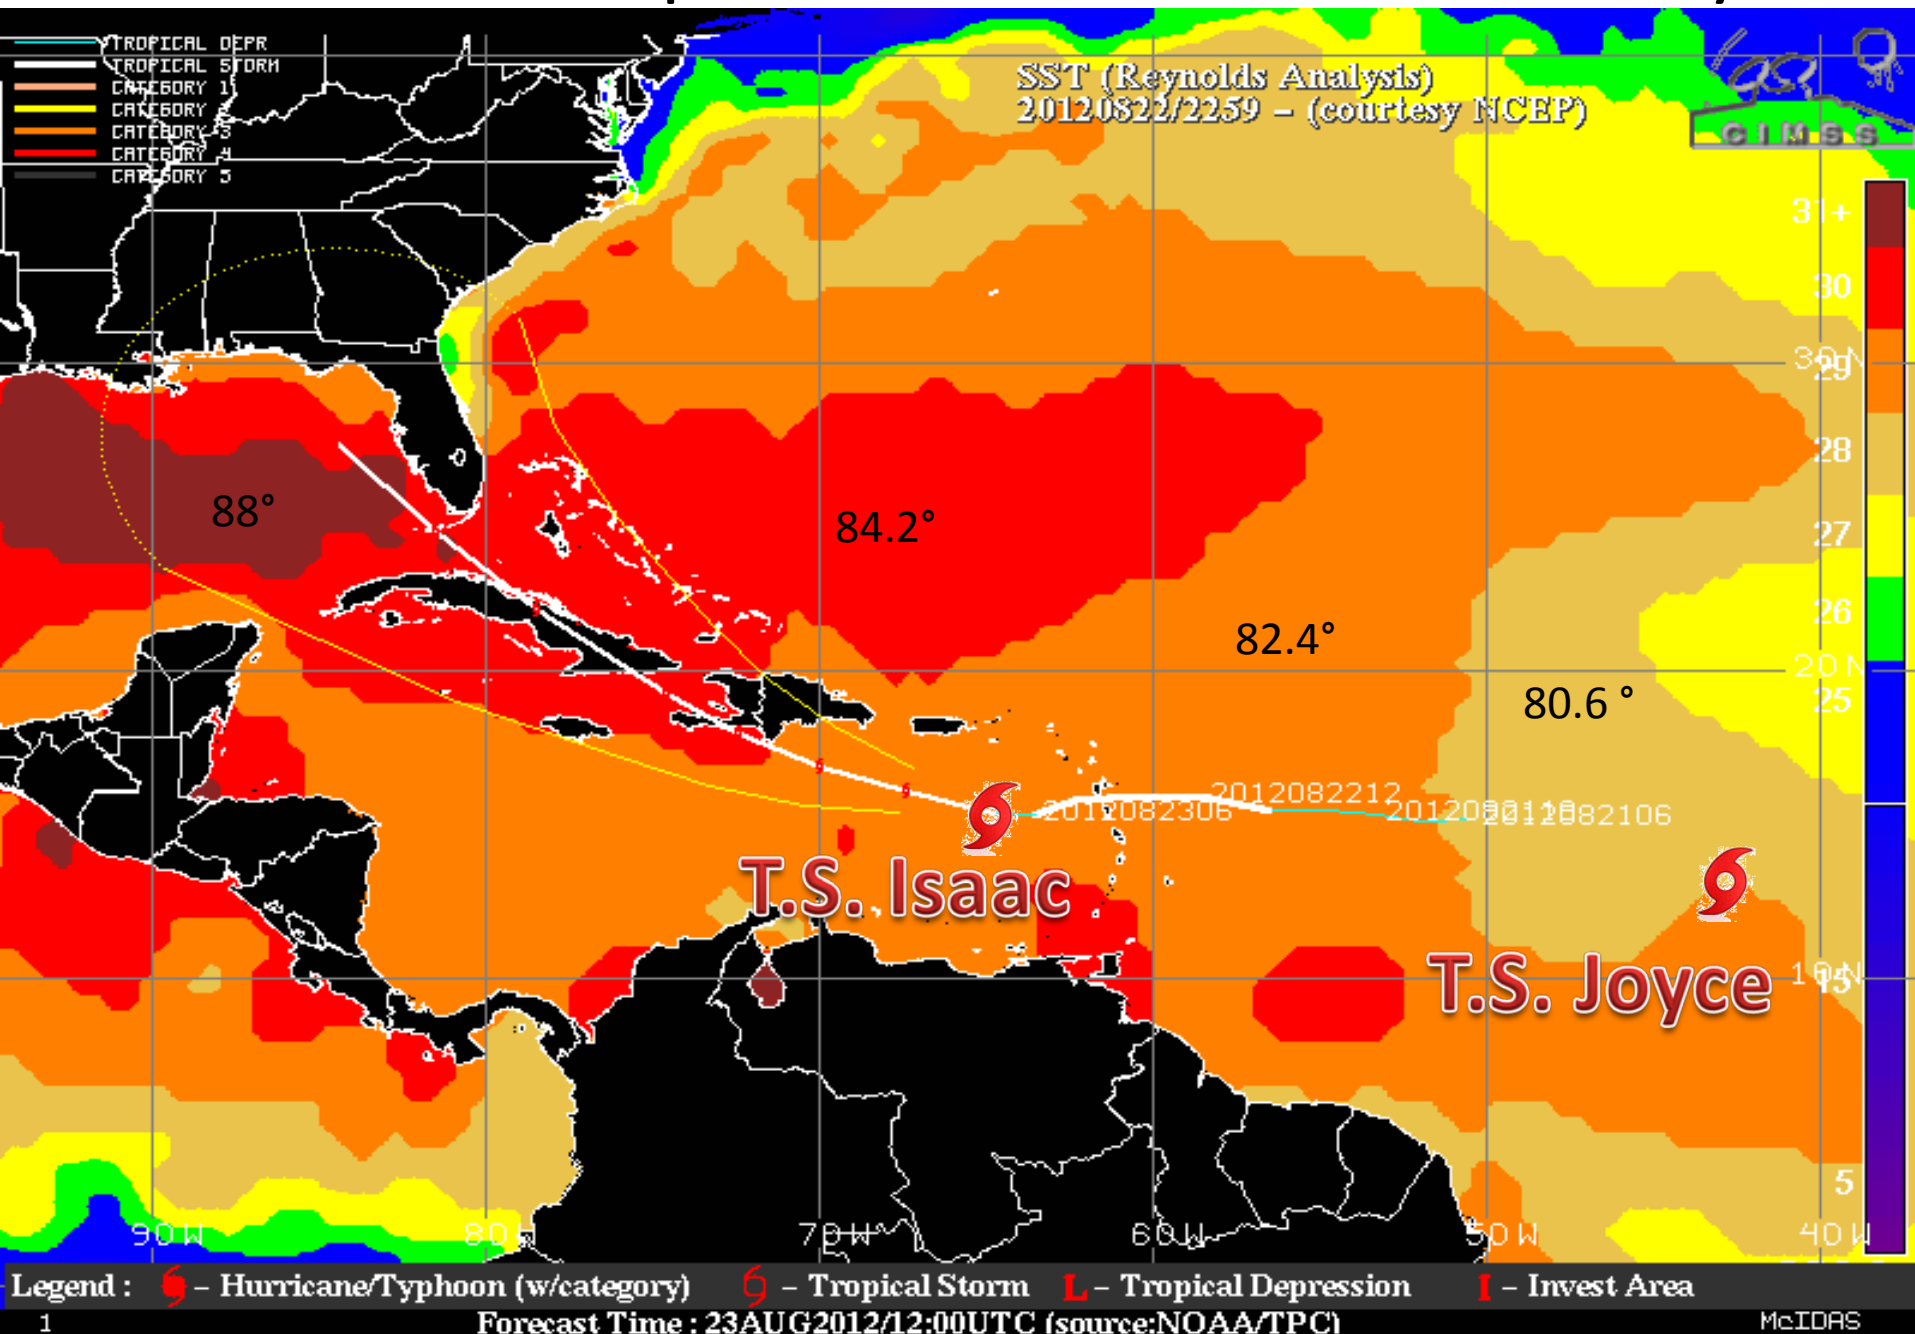 TROPICAL DEPR
TROPICAL STORM
CATEGORY 1
CATEGORY 2
CATEGORY 3
CATEGORY 4
CATEGORY 5
SST (Reynolds Analysis)
20120822/2259 – (courtesy NCEP)
CIMSS
31+
30
30N
29
28
27
26
20N
25
10N
15
5
88°
84.2°
82.4°
80.6 °
2012082212
2012082306
2012082106
T.S. Isaac
T.S. Joyce
90W
80W
70W
60W
50W
40W
Legend : – Hurricane/Typhoon (w/category) – Tropical Storm L – Tropical Depression I – Invest Area
1 Forecast Time : 23AUG2012/12:00UTC (source:NOAA/TPC) McIDAS